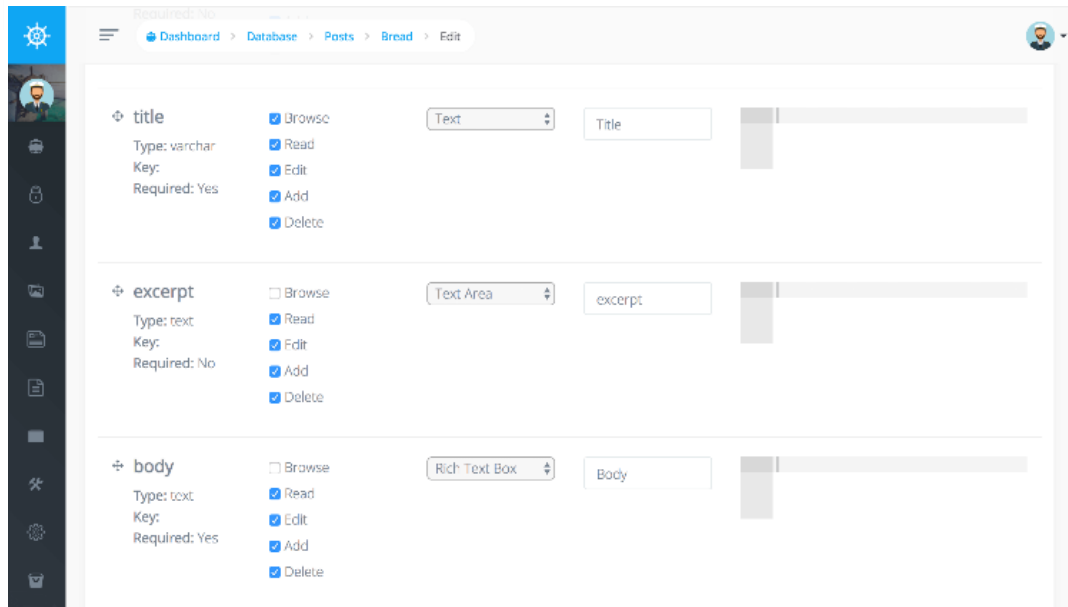 Required: No
Dashboard > Database > Posts > Bread > Edit
title
Type: varchar
Key:
Required: Yes
Browse
Read
Edit
Add
Delete
Text
Title
excerpt
Type: text
Key:
Required: No
Browse
Read
Edit
Add
Delete
Text Area
excerpt
body
Type: text
Key:
Required: Yes
Browse
Read
Edit
Add
Delete
Rich Text Box
Body